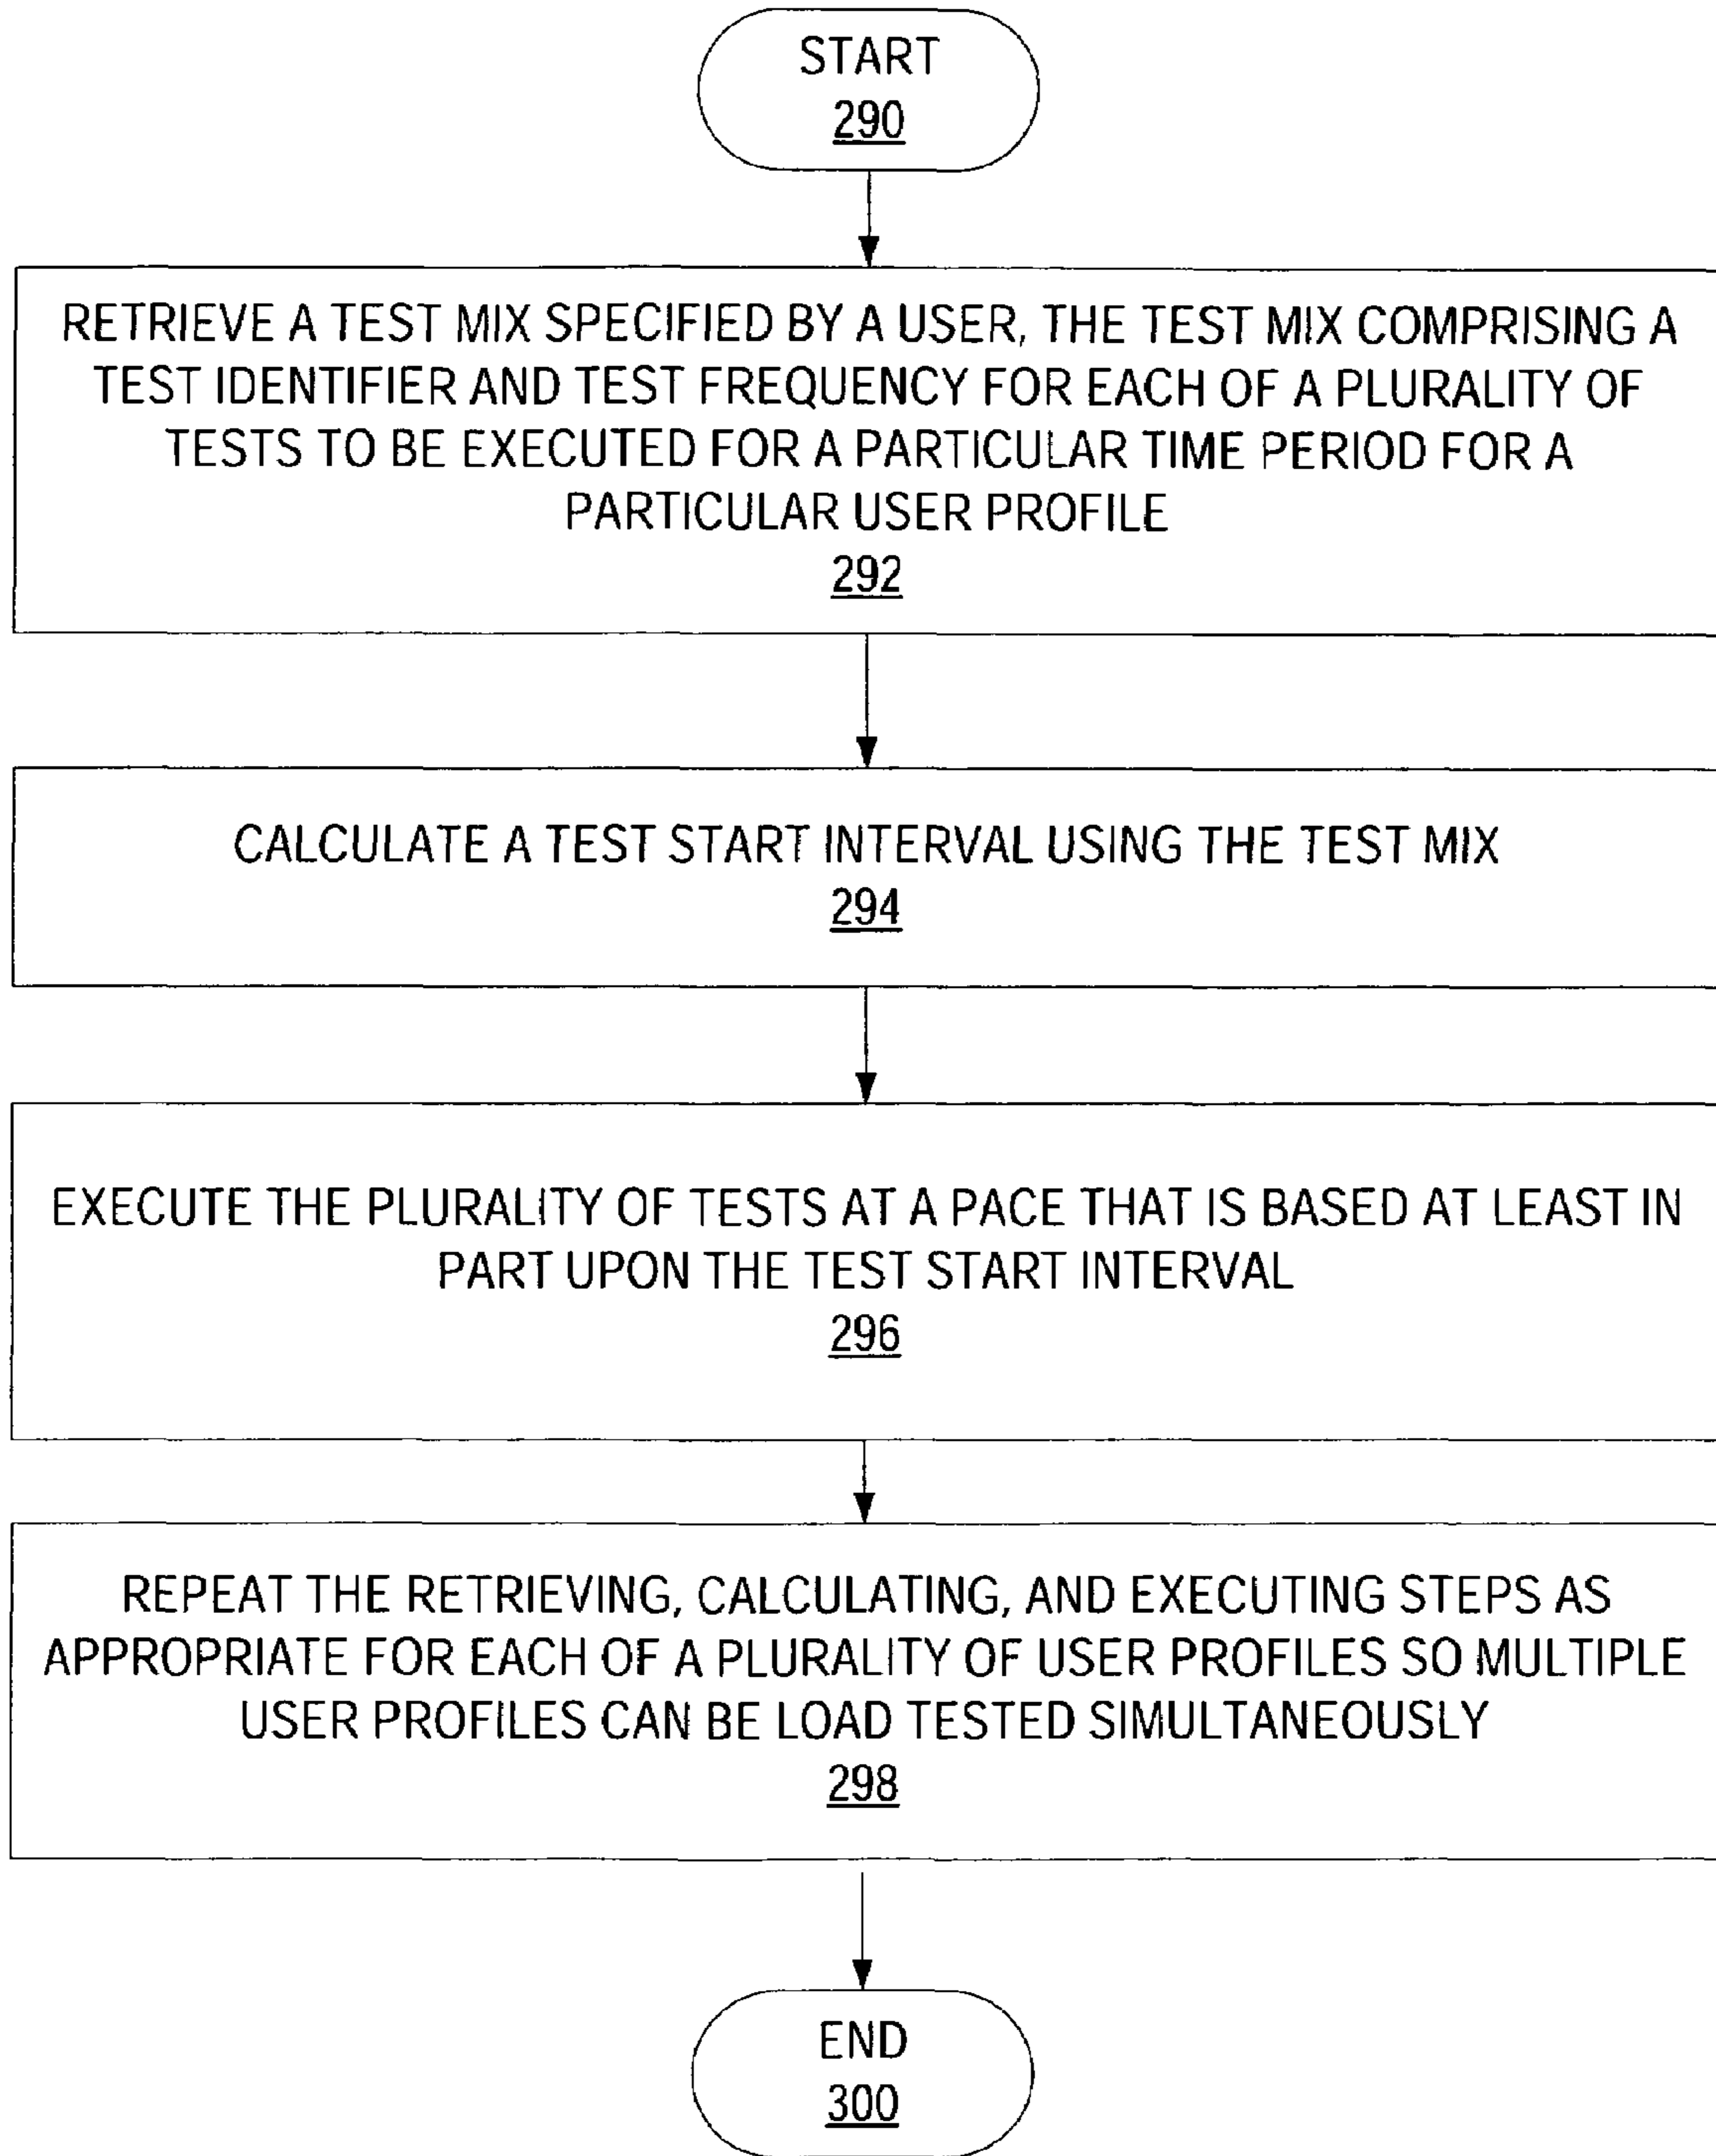 START
290
RETRIEVE A TEST MIX SPECIFIED BY A USER, THE TEST MIX COMPRISING A
TEST IDENTIFIER AND TEST FREQUENCY FOR EACH OF A PLURALITY OF
TESTS TO BE EXECUTED FOR A PARTICULAR TIME PERIOD FOR A
PARTICULAR USER PROFILE
292
CALCULATE A TEST START INTERVAL USING THE TEST MIX
294
EXECUTE THE PLURALITY OF TESTS AT A PACE THAT IS BASED AT LEAST IN
PART UPON THE TEST START INTERVAL
296
REPEAT THE RETRIEVING, CALCULATING, AND EXECUTING STEPS AS
APPROPRIATE FOR EACH OF A PLURALITY OF USER PROFILES SO MULTIPLE
USER PROFILES CAN BE LOAD TESTED SIMULTANEOUSLY
298
END
300